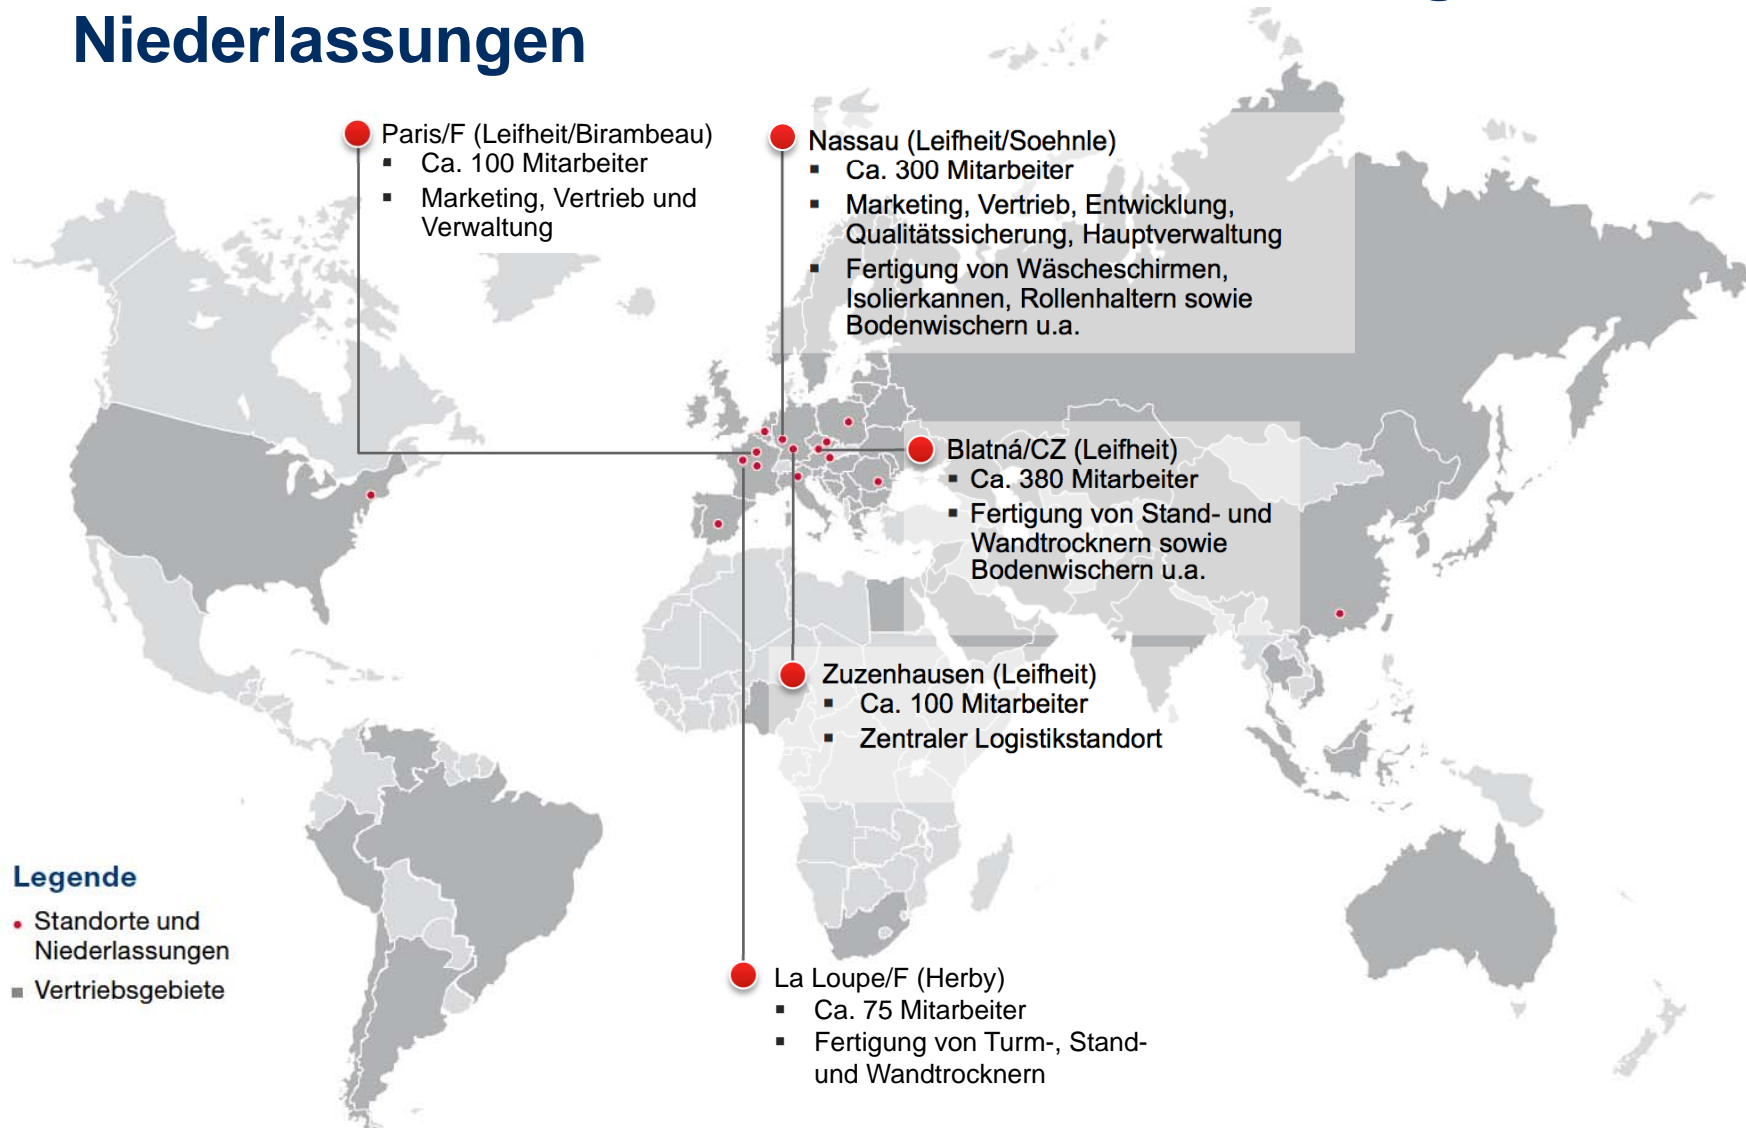 Niederlassungen
Paris/F (Leifheit/Birambeau)
▪ Ca. 100 Mitarbeiter
▪ Marketing, Vertrieb und
Verwaltung
Nassau (Leifheit/Soehnle)
▪ Ca. 300 Mitarbeiter
▪ Marketing, Vertrieb, Entwicklung,
Qualitätssicherung, Hauptverwaltung
▪ Fertigung von Wäscheschirmen,
Isolierkannen, Rollenhaltern sowie
Bodenwischern u.a.
Blatná/CZ (Leifheit)
▪ Ca. 380 Mitarbeiter
▪ Fertigung von Stand- und
Wandtrocknern sowie
Bodenwischern u.a.
Zuzenhausen (Leifheit)
▪ Ca. 100 Mitarbeiter
▪ Zentraler Logistikstandort
La Loupe/F (Herby)
▪ Ca. 75 Mitarbeiter
▪ Fertigung von Turm-, Stand-
und Wandtrocknern
Legende
Standorte und
Niederlassungen
Vertriebsgebiete